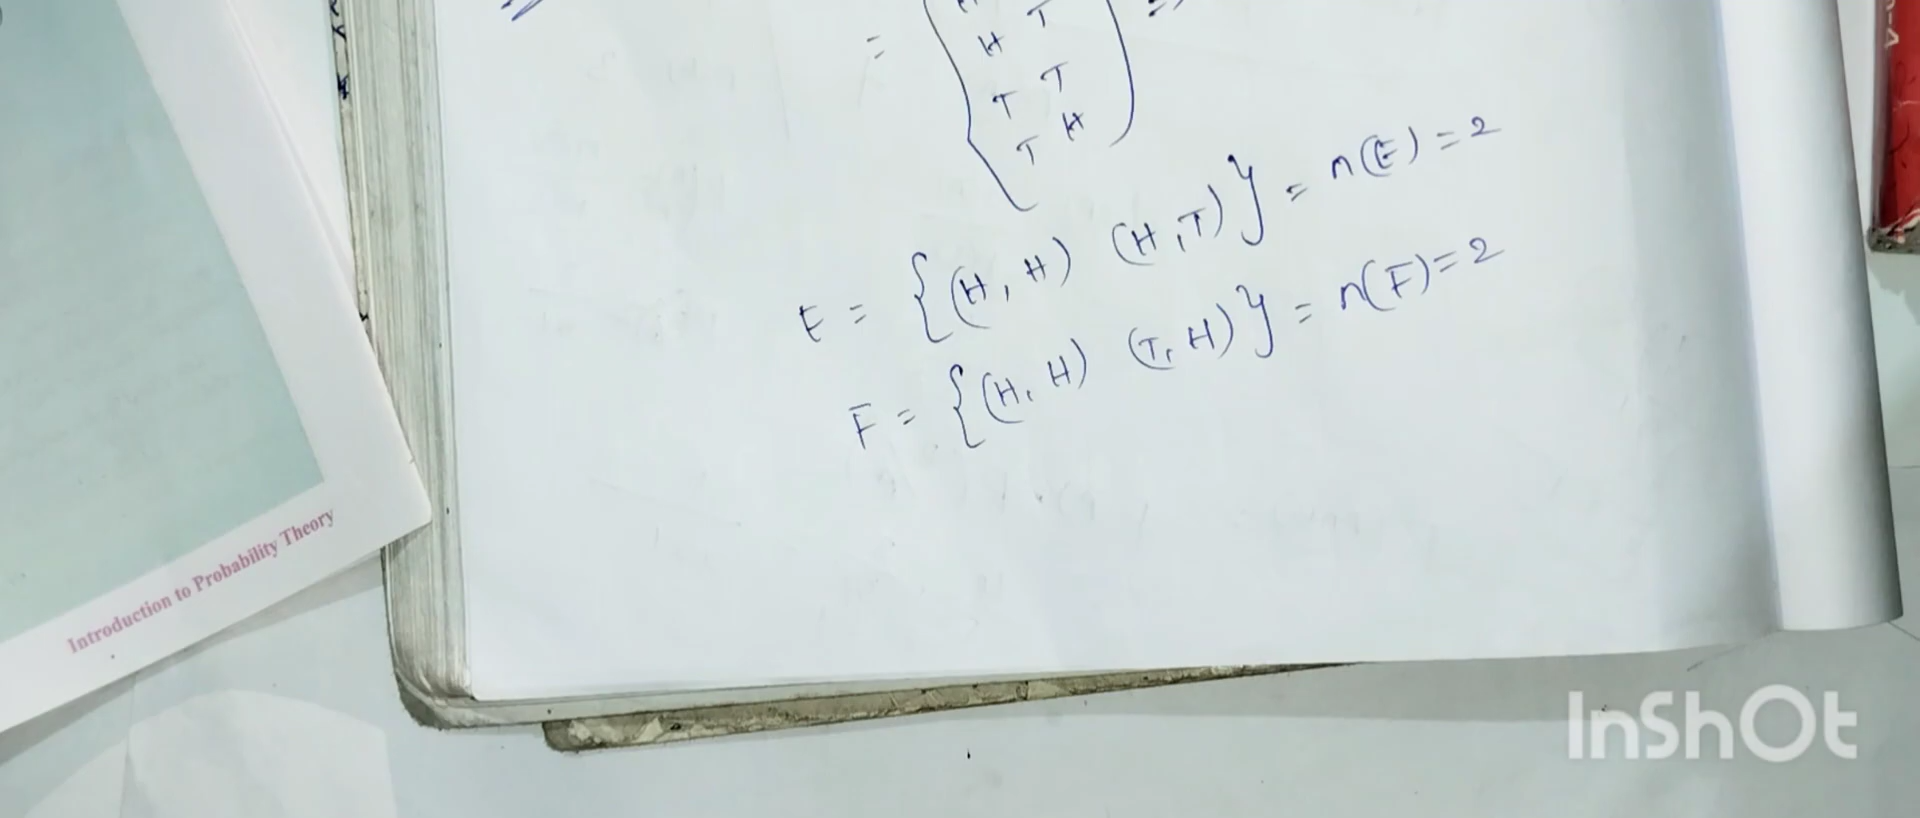 H T
=
T T
T H
E = {(H, H) (H, T)} = n(E) = 2
F = {(H, H) (T, H)} = n(F) = 2
Introduction to Probability Theory
InShOt